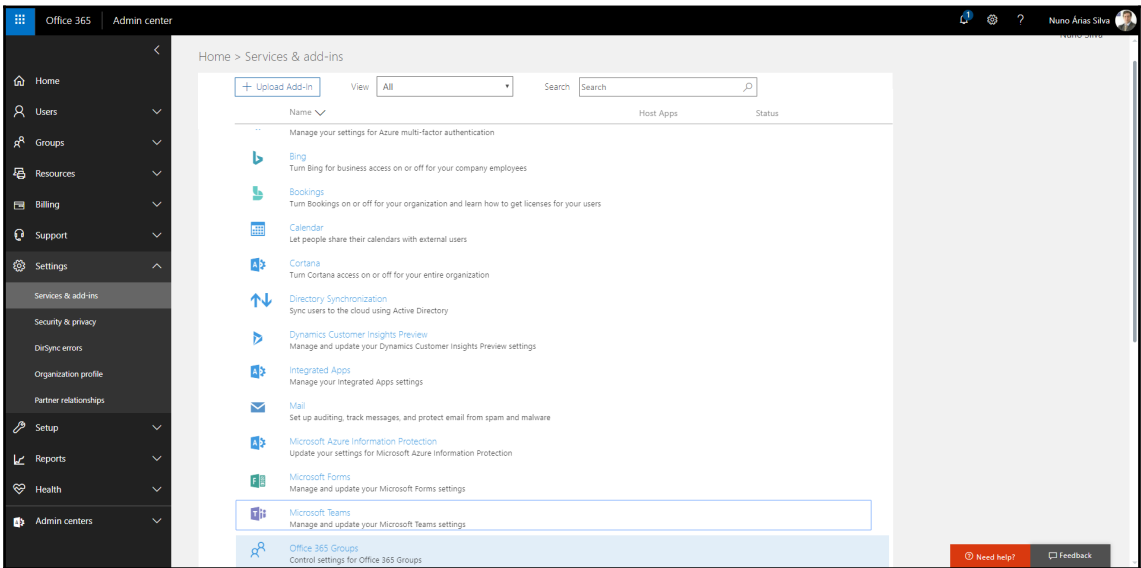 Office 365
Admin center
1
?
Nuno Árias Silva
Nuno Silva
Home
Users
Groups
Resources
Billing
Support
Settings
Services & add-ins
Security & privacy
DirSync errors
Organization profile
Partner relationships
Setup
Reports
Health
Admin centers
Home > Services & add-ins
+ Upload Add-In
View
All
Search
Search
Name
Host Apps
Status
Manage your settings for Azure multi-factor authentication
Bing
Turn Bing for business access on or off for your company employees
Bookings
Turn Bookings on or off for your organization and learn how to get licenses for your users
Calendar
Let people share their calendars with external users
Cortana
Turn Cortana access on or off for your entire organization
Directory Synchronization
Sync users to the cloud using Active Directory
Dynamics Customer Insights Preview
Manage and update your Dynamics Customer Insights Preview settings
Integrated Apps
Manage your Integrated Apps settings
Mail
Set up auditing, track messages, and protect email from spam and malware
Microsoft Azure Information Protection
Update your settings for Microsoft Azure Information Protection
Microsoft Forms
Manage and update your Microsoft Forms settings
Microsoft Teams
Manage and update your Microsoft Teams settings
Office 365 Groups
Control settings for Office 365 Groups
Need help?
Feedback